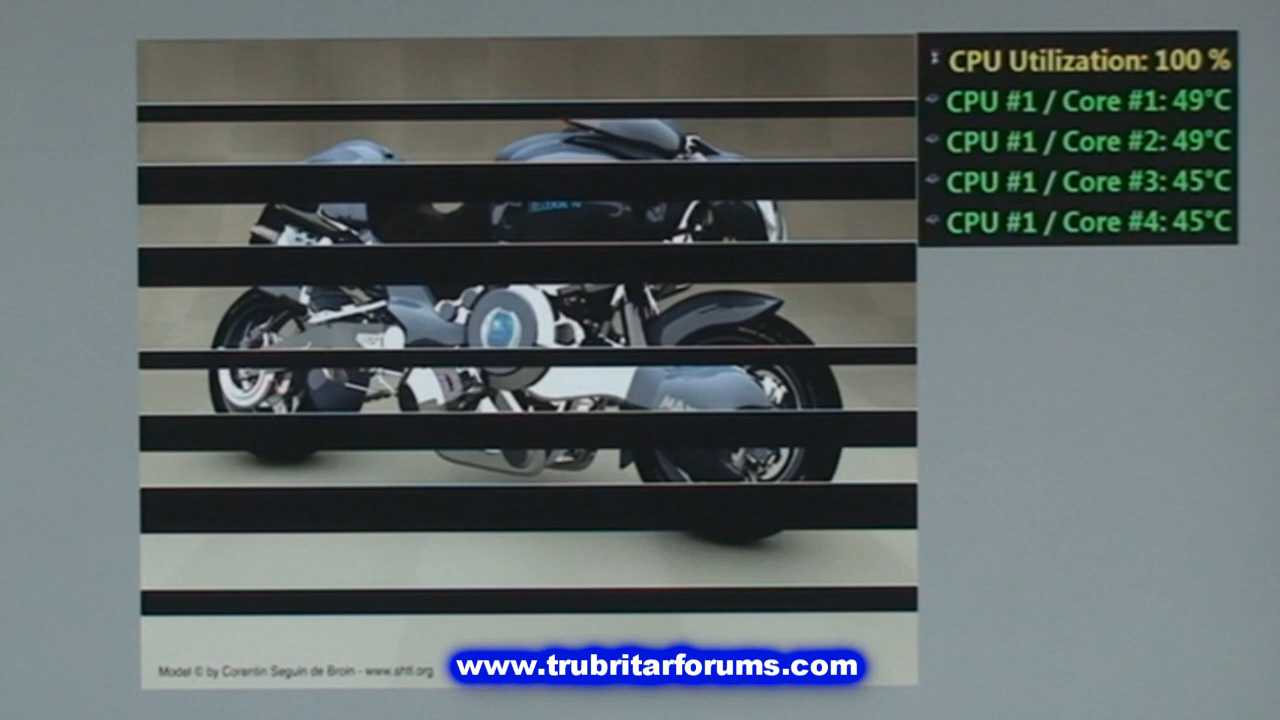 CPU Utilization: 100 %
CPU #1 / Core #1: 49°C
CPU #1 / Core #2: 49°C
CPU #1 / Core #3: 45°C
CPU #1 / Core #4: 45°C
Model © by Corentin Seguin de Broin - www.shtl.org
www.trubritarforums.com